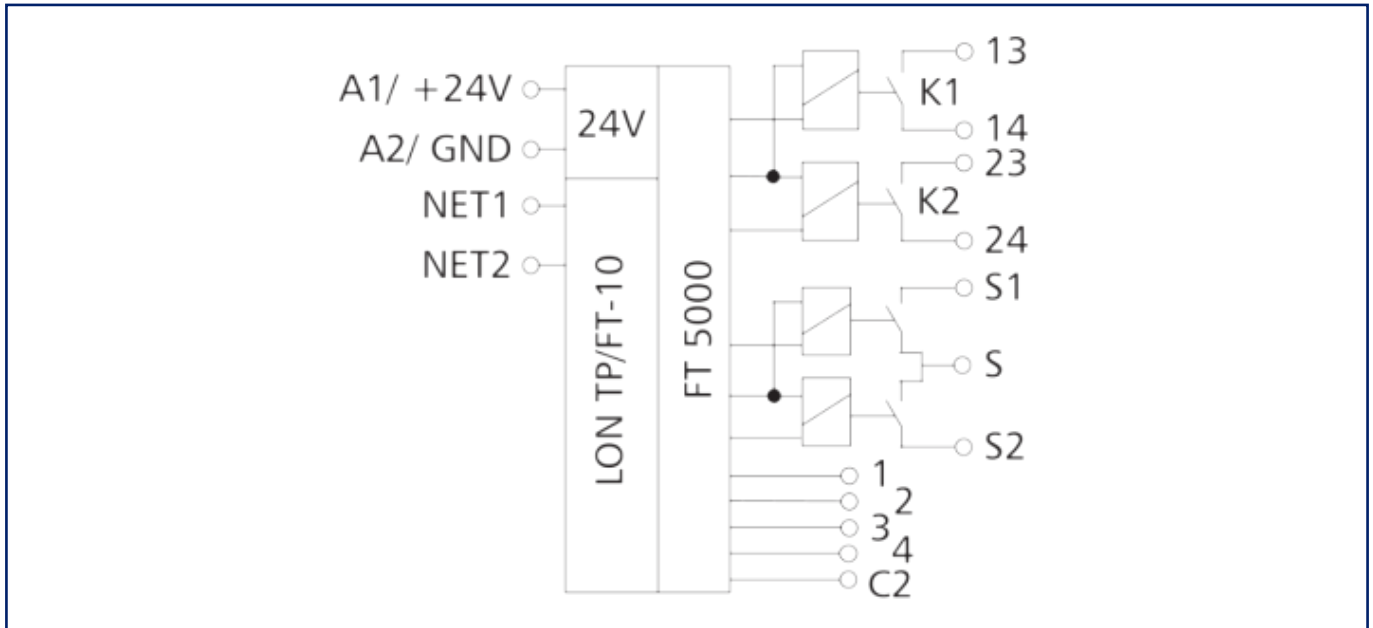 A1/ +24V
A2/ GND
NET1
NET2
24V
LON TP/FT-10
FT 5000
13
K1
14
23
K2
24
S1
S
S2
1
2
3
4
C2